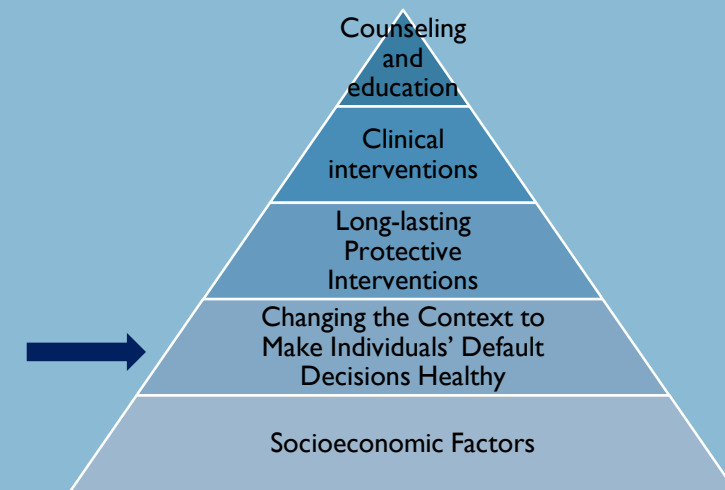 Counseling
and
education
Clinical
interventions
Long-lasting
Protective
Interventions
Changing the Context to
Make Individuals’ Default
Decisions Healthy
Socioeconomic Factors